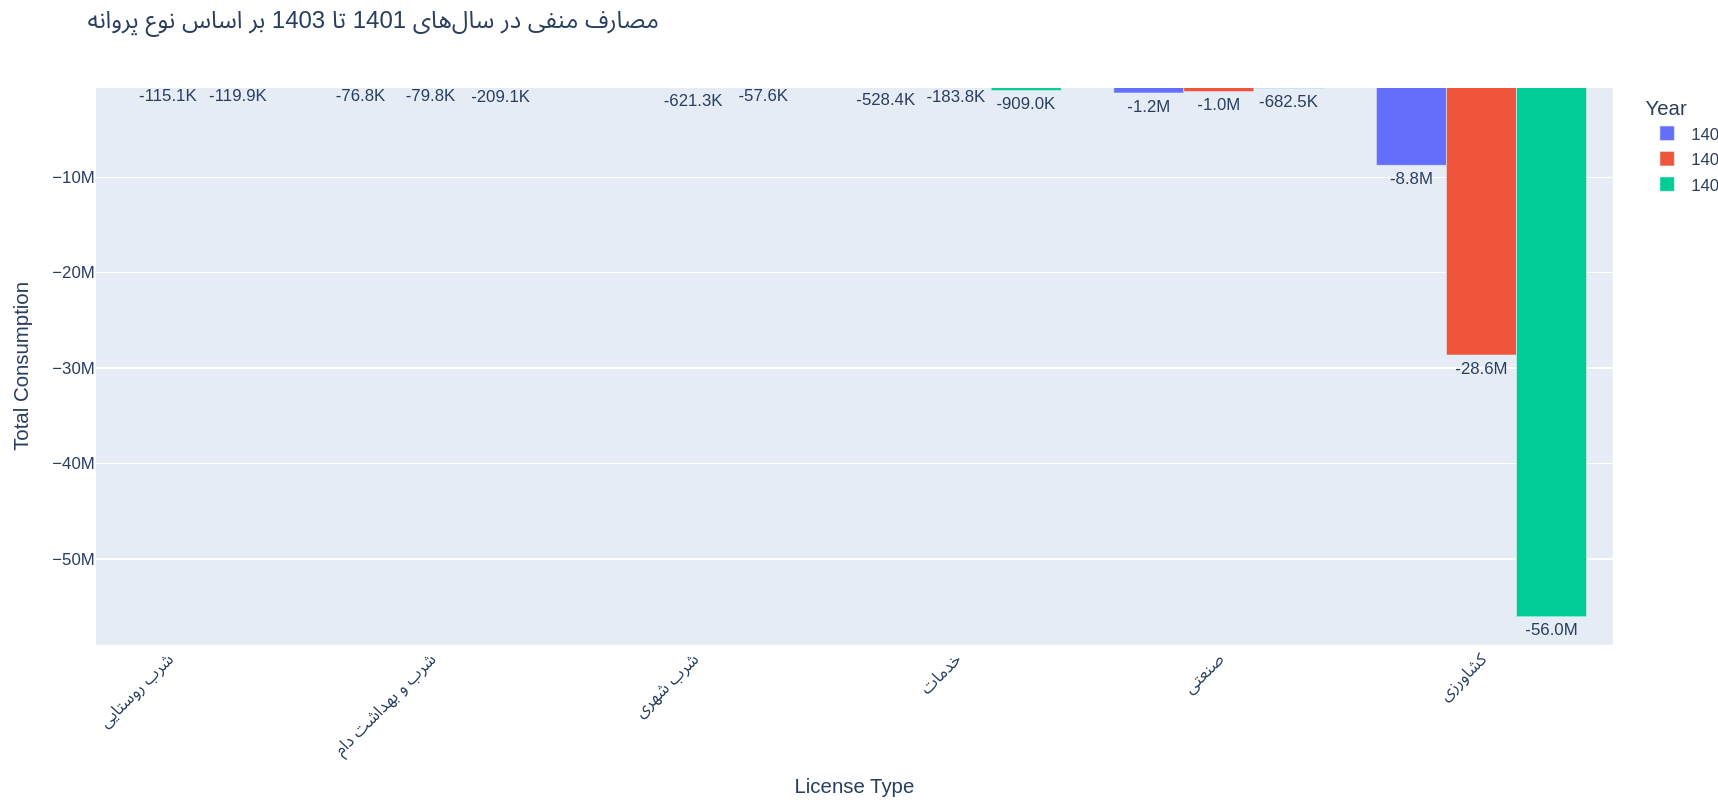 مصارف منفی در سال‌های 1401 تا 1403 بر اساس نوع پروانه
-115.1K -119.9K -76.8K -79.8K -209.1K -621.3K -57.6K -528.4K -183.8K -909.0K -1.2M -1.0M -682.5K
-8.8M
-28.6M
-56.0M
−10M
−20M
−30M
−40M
−50M
Total Consumption
شرب روستایی
شرب و بهداشت دام
شرب شهری
خدمات
صنعتی
کشاورزی
License Type
Year
140
140
140